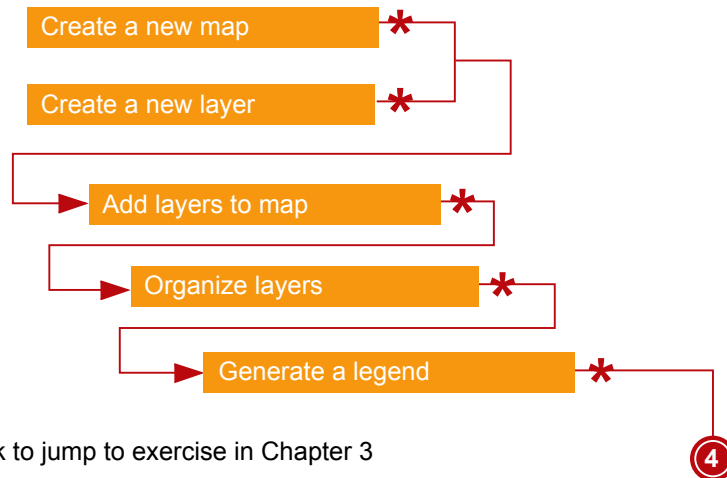 Create a new map *
Create a new layer *
Add layers to map *
Organize layers *
Generate a legend *
to jump to exercise in Chapter 3
4